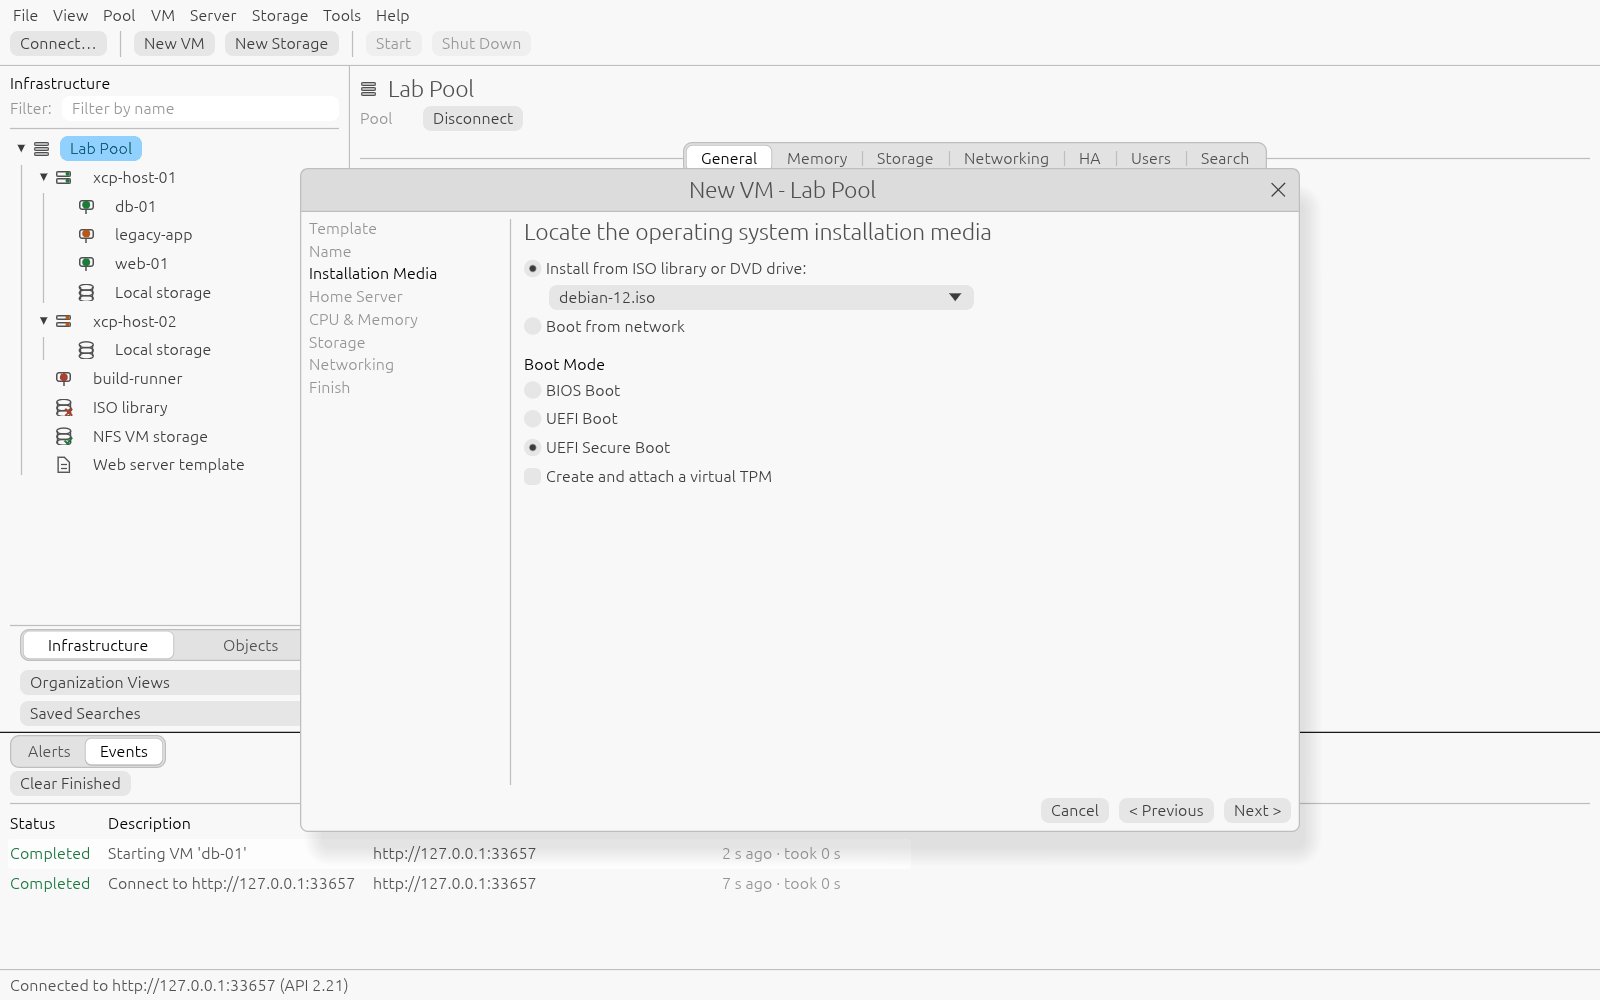 File View Pool VM Server Storage Tools Help
Connect... New VM New Storage Start Shut Down
Infrastructure
Filter: Filter by name
Lab Pool
xcp-host-01
db-01
legacy-app
web-01
Local storage
xcp-host-02
Local storage
build-runner
ISO library
NFS VM storage
Web server template
Infrastructure Objects
Organization Views
Saved Searches
Lab Pool
Pool Disconnect
General Memory Storage Networking HA Users Search
New VM - Lab Pool
Template
Name
Installation Media
Home Server
CPU & Memory
Storage
Networking
Finish
Locate the operating system installation media
Install from ISO library or DVD drive:
debian-12.iso
Boot from network
Boot Mode
BIOS Boot
UEFI Boot
UEFI Secure Boot
Create and attach a virtual TPM
Cancel < Previous Next >
Alerts Events
Clear Finished
Status Description
Completed Starting VM 'db-01' http://127.0.0.1:33657 2 s ago · took 0 s
Completed Connect to http://127.0.0.1:33657 http://127.0.0.1:33657 7 s ago · took 0 s
Connected to http://127.0.0.1:33657 (API 2.21)